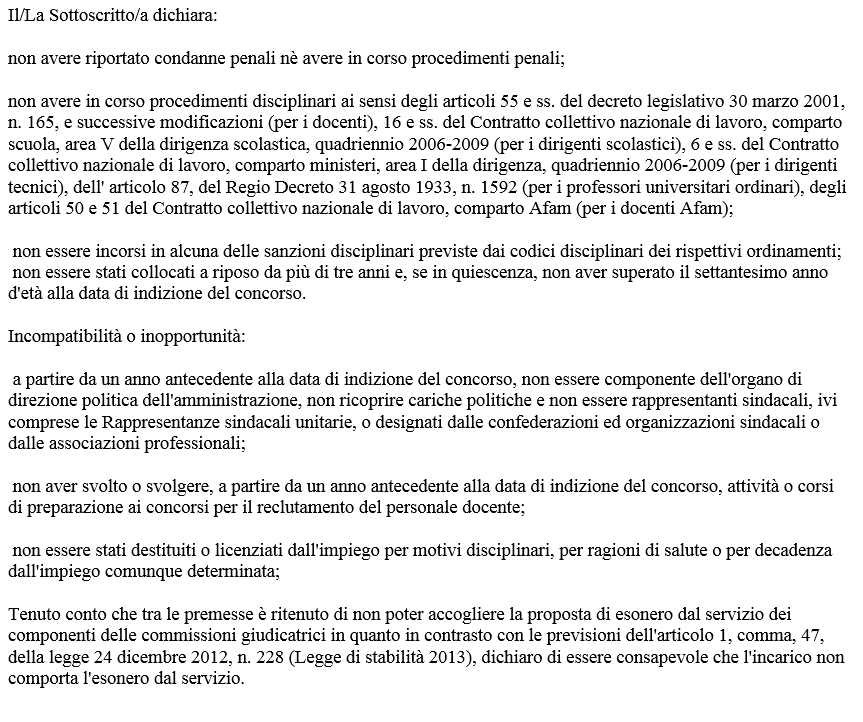 Il/La Sottoscritto/a dichiara:
non avere riportato condanne penali nè avere in corso procedimenti penali;
non avere in corso procedimenti disciplinari ai sensi degli articoli 55 e ss. del decreto legislativo 30 marzo 2001,
n. 165, e successive modificazioni (per i docenti), 16 e ss. del Contratto collettivo nazionale di lavoro, comparto
scuola, area V della dirigenza scolastica, quadriennio 2006-2009 (per i dirigenti scolastici), 6 e ss. del Contratto
collettivo nazionale di lavoro, comparto ministeri, area I della dirigenza, quadriennio 2006-2009 (per i dirigenti
tecnici), dell' articolo 87, del Regio Decreto 31 agosto 1933, n. 1592 (per i professori universitari ordinari), degli
articoli 50 e 51 del Contratto collettivo nazionale di lavoro, comparto Afam (per i docenti Afam);
non essere incorsi in alcuna delle sanzioni disciplinari previste dai codici disciplinari dei rispettivi ordinamenti;
non essere stati collocati a riposo da più di tre anni e, se in quiescenza, non aver superato il settantesimo anno
d'età alla data di indizione del concorso.
Incompatibilità o inopportunità:
a partire da un anno antecedente alla data di indizione del concorso, non essere componente dell'organo di
direzione politica dell'amministrazione, non ricoprire cariche politiche e non essere rappresentanti sindacali, ivi
comprese le Rappresentanze sindacali unitarie, o designati dalle confederazioni ed organizzazioni sindacali o
dalle associazioni professionali;
non aver svolto o svolgere, a partire da un anno antecedente alla data di indizione del concorso, attività o corsi
di preparazione ai concorsi per il reclutamento del personale docente;
non essere stati destituiti o licenziati dall'impiego per motivi disciplinari, per ragioni di salute o per decadenza
dall'impiego comunque determinata;
Tenuto conto che tra le premesse è ritenuto di non poter accogliere la proposta di esonero dal servizio dei
componenti delle commissioni giudicatrici in quanto in contrasto con le previsioni dell'articolo 1, comma, 47,
della legge 24 dicembre 2012, n. 228 (Legge di stabilità 2013), dichiaro di essere consapevole che l'incarico non
comporta l'esonero dal servizio.